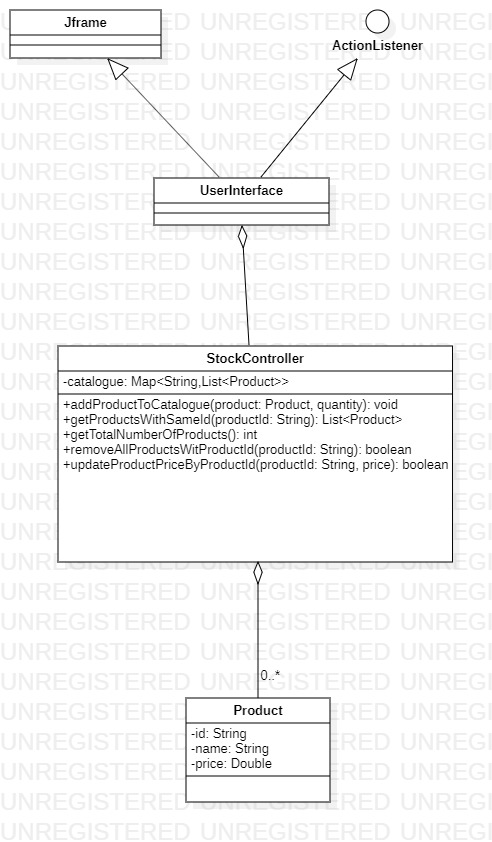 Jframe
ActionListener
UserInterface
StockController
-catalogue: Map<String,List<Product>>
+addProductToCatalogue(product: Product, quantity): void
+getProductsWithSameId(productId: String): List<Product>
+getTotalNumberOfProducts(): int
+removeAllProductsWitProductId(productId: String): boolean
+updateProductPriceByProductId(productId: String, price): boolean
0..*
Product
-id: String
-name: String
-price: Double
UNREGISTERED